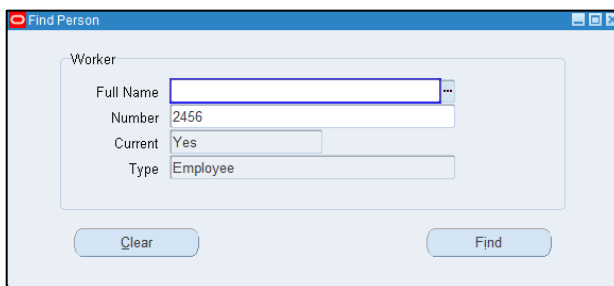 Find Person
Worker
Full Name
Number 2456
Current Yes
Type Employee
Clear Find